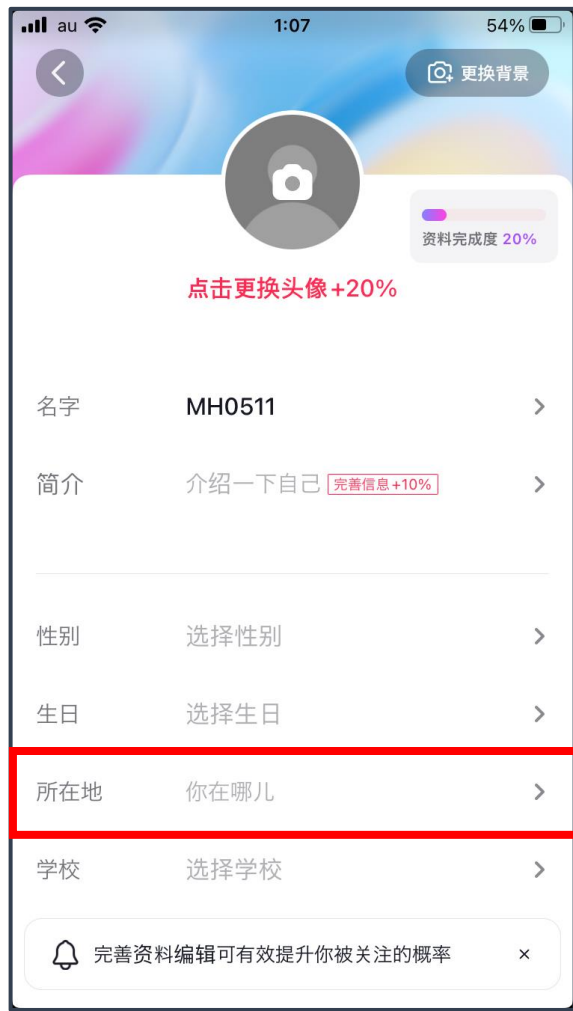 au 1:07 54%
更换背景
资料完成度 20%
点击更换头像+20%
名字 MH0511
简介 介绍一下自己 完善信息+10%
性别 选择性别
生日 选择生日
所在地 你在哪儿
学校 选择学校
完善资料编辑可有效提升你被关注的概率 ×